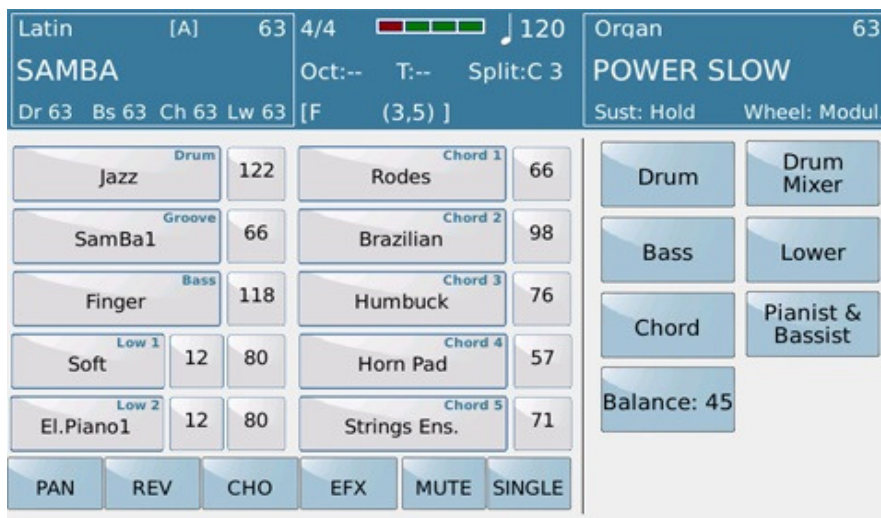 Latin [A] 63
SAMBA
Dr 63 Bs 63 Ch 63 Lw 63
4/4 120
Oct:-- T:-- Split:C 3
[F (3,5) ]
Organ 63
POWER SLOW
Sust: Hold Wheel: Modul.
Drum
Jazz 122
Groove
SamBa1 66
Bass
Finger 118
Low 1
Soft 12 80
Low 2
El.Piano1 12 80
Chord 1
Rodes 66
Chord 2
Brazilian 98
Chord 3
Humbuck 76
Chord 4
Horn Pad 57
Chord 5
Strings Ens. 71
Drum
Drum
Mixer
Bass
Lower
Chord
Pianist &
Bassist
Balance: 45
PAN REV CHO EFX MUTE SINGLE